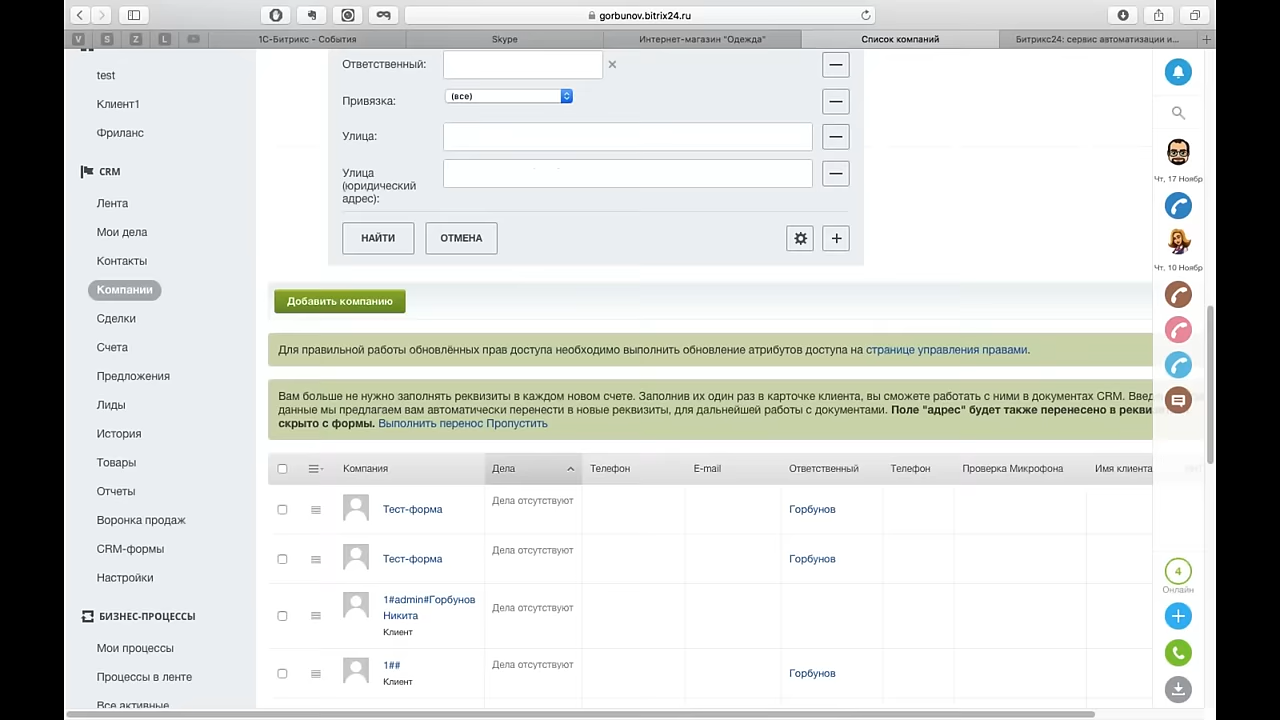 gorbunov.bitrix24.ru
V S Z L
1С-Битрикс - События
Skype
Интернет-магазин "Одежда"
Список компаний
Битрикс24: сервис автоматизации и...
test
Клиент1
Фриланс
CRM
Лента
Мои дела
Контакты
Компании
Сделки
Счета
Предложения
Лиды
История
Товары
Отчеты
Воронка продаж
CRM-формы
Настройки
БИЗНЕС-ПРОЦЕССЫ
Мои процессы
Процессы в ленте
Все активные
Ответственный:
Привязка:
(все)
Улица:
Улица
(юридический
адрес):
НАЙТИ
ОТМЕНА
Добавить компанию
Для правильной работы обновлённых прав доступа необходимо выполнить обновление атрибутов доступа на странице управления правами.
Вам больше не нужно заполнять реквизиты в каждом новом счете. Заполнив их один раз в карточке клиента, вы сможете работать с ними в документах CRM.
данные мы предлагаем вам автоматически перенести в новые реквизиты, для дальнейшей работы с документами. Поле "адрес" будет также перенесено в
скрыто с формы. Выполнить перенос Пропустить
Компания Дела Телефон E-mail Ответственный Телефон Проверка Микрофона Имя клиента
Тест-форма Дела отсутствуют Горбунов
Тест-форма Дела отсутствуют Горбунов
1#admin#Горбунов
Никита
Клиент
Дела отсутствуют
1##
Клиент
Дела отсутствуют
Горбунов
Чт, 17 Ноябр
Чт, 10 Ноябр
4
Онлайн